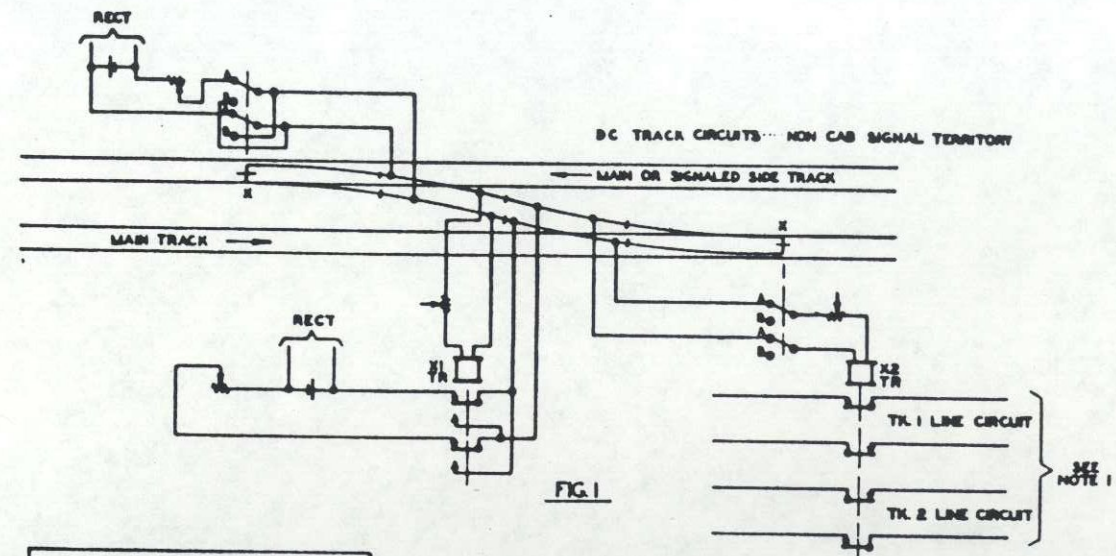 RECT
A
B
A
B
DC TRACK CIRCUITS... NON CAB SIGNAL TERRITORY
← MAIN OR SIGNALED SIDE TRACK
X
X
MAIN TRACK →
RECT
X1
TR
A
B
A
B
X2
TR
TK. 1 LINE CIRCUIT
SEE
NOTE 1
TK. 2 LINE CIRCUIT
FIG. 1